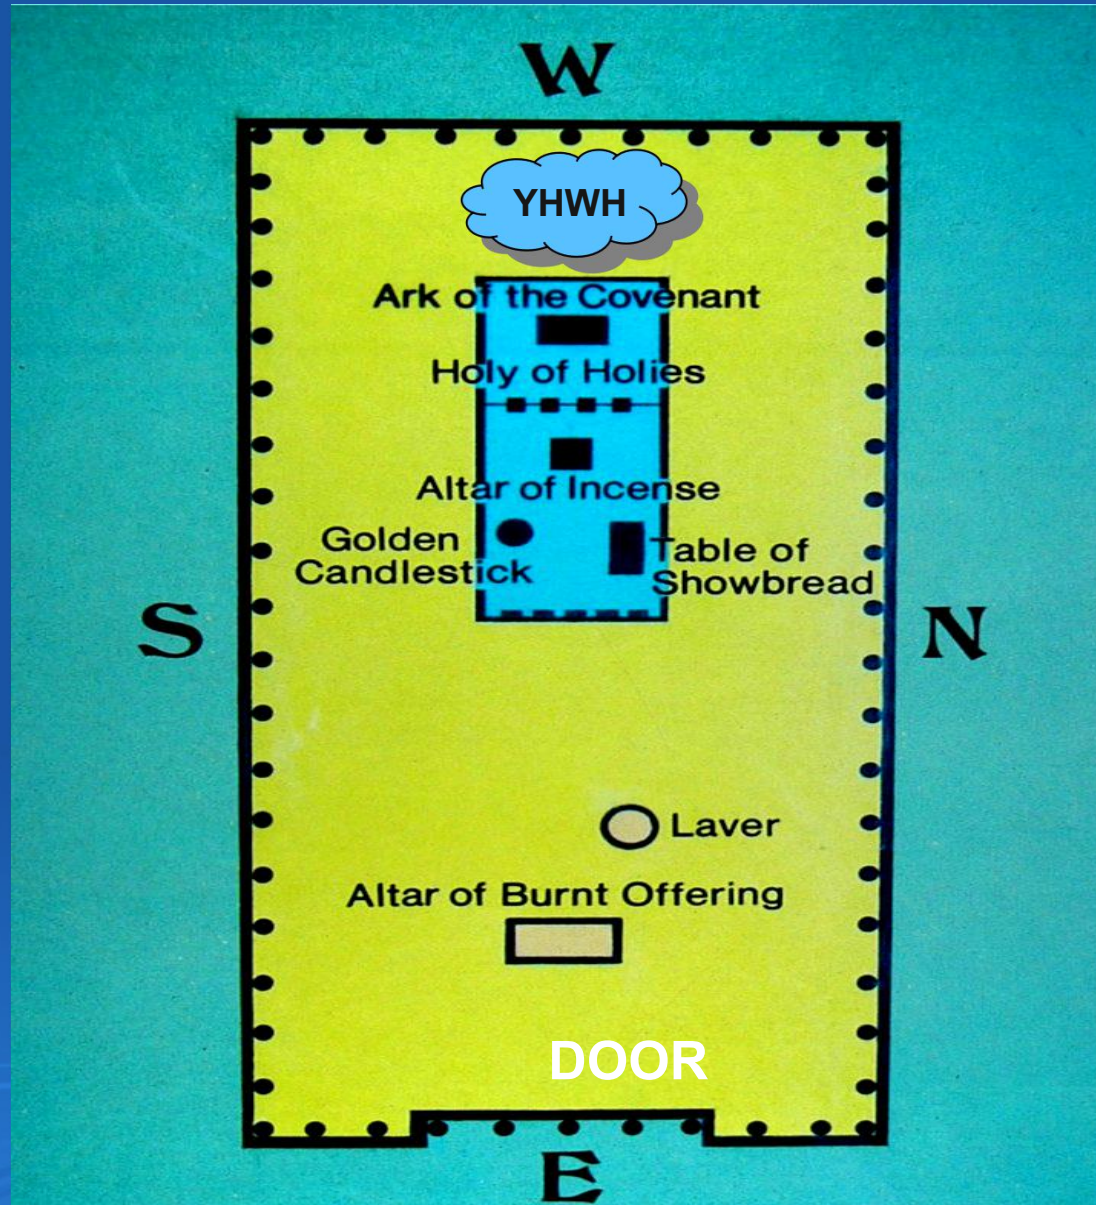 W
YHWH
Ark of the Covenant
Holy of Holies
Altar of Incense
Golden
Candlestick
Table of
Showbread
S
N
Laver
Altar of Burnt Offering
DOOR
E